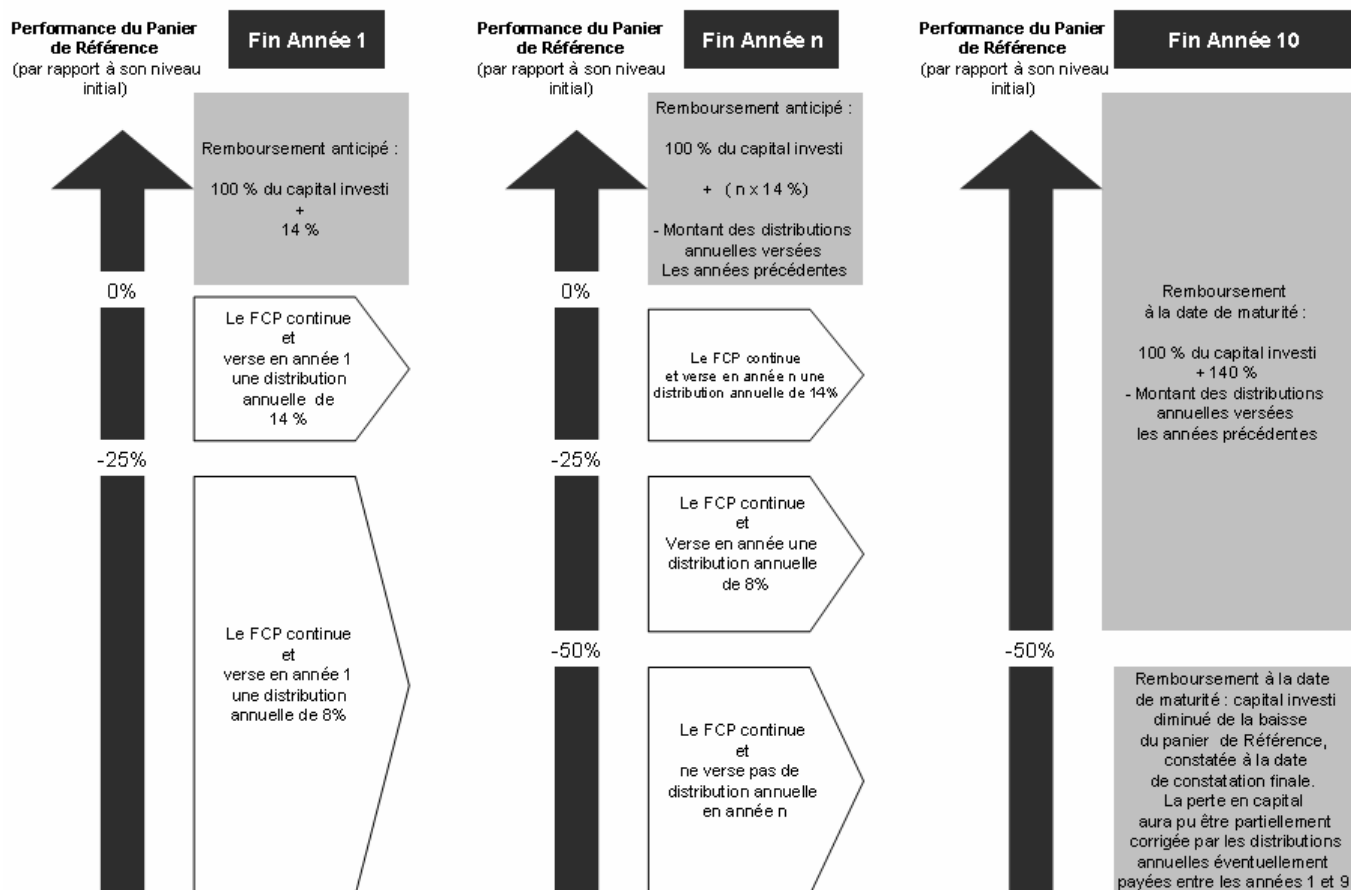 Performance du Panier
de Référence
(par rapport à son niveau
initial)
Fin Année 1
Remboursement anticipé :
100 % du capital investi
+
14 %
0%
Le FCP continue
et
verse en année 1
une distribution
annuelle de
14 %
-25%
Le FCP continue
et
verse en année 1
une distribution
annuelle de 8%
Performance du Panier
de Référence
(par rapport à son niveau
initial)
Fin Année n
Remboursement anticipé :
100 % du capital investi
+ ( n x 14 %)
- Montant des distributions
annuelles versées
Les années précédentes
0%
Le FCP continue
et verse en année n une
distribution annuelle de 14%
-25%
Le FCP continue
et
Verse en année une
distribution annuelle
de 8%
-50%
Le FCP continue
et
ne verse pas de
distribution annuelle
en année n
Performance du Panier
de Référence
(par rapport à son niveau
initial)
Fin Année 10
Remboursement
à la date de maturité :
100 % du capital investi
+ 140 %
- Montant des distributions
annuelles versées
les années précédentes
-50%
Remboursement à la date
de maturité : capital investi
diminué de la baisse
du panier de Référence,
constatée à la date
de constatation finale.
La perte en capital
aura pu être partiellement
corrigée par les distributions
annuelles éventuellement
payées entre les années 1 et 9